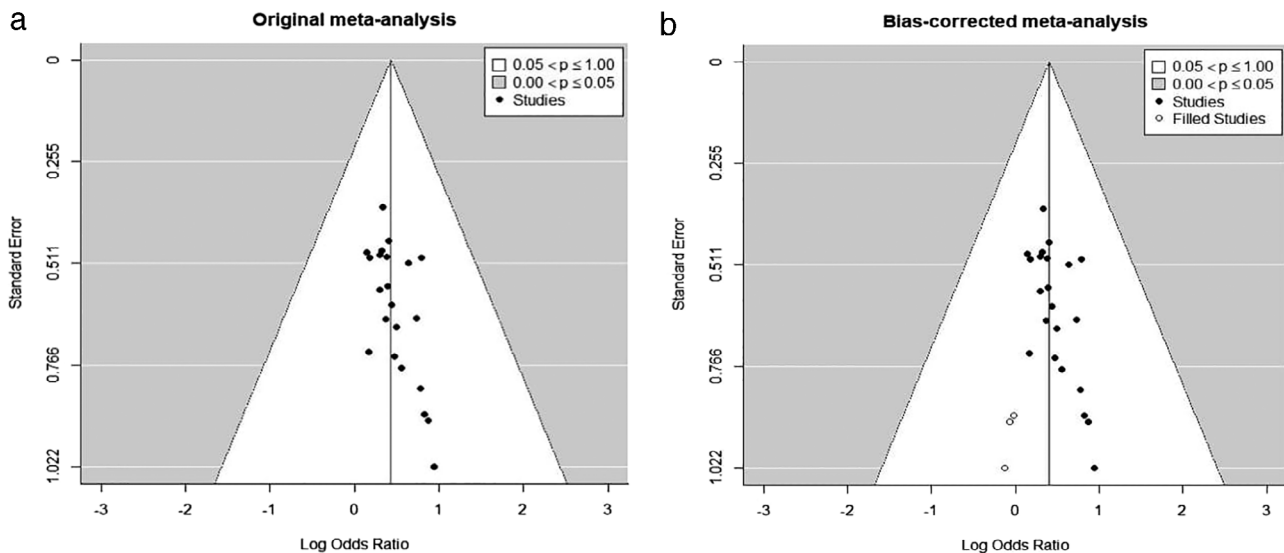 a
Original meta-analysis
0.05 < p ≤ 1.00
0.00 < p ≤ 0.05
Studies
Standard Error
0
0.255
0.511
0.766
1.022
-3
-2
-1
0
1
2
3
Log Odds Ratio
b
Bias-corrected meta-analysis
0.05 < p ≤ 1.00
0.00 < p ≤ 0.05
Studies
Filled Studies
Standard Error
0
0.255
0.511
0.766
1.022
-3
-2
-1
0
1
2
3
Log Odds Ratio